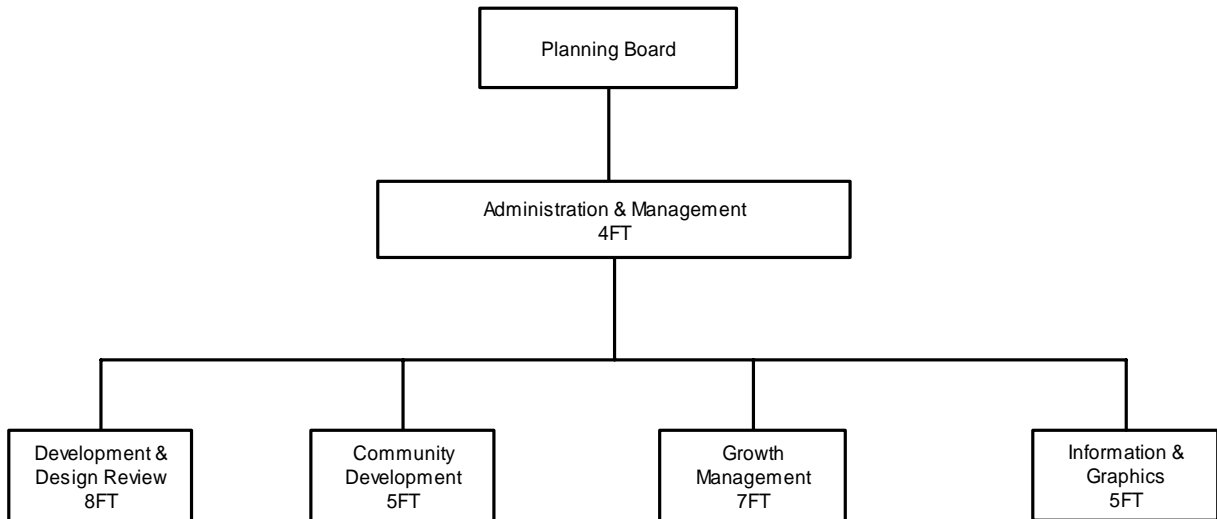 Planning Board
Administration & Management
4FT
Development &
Design Review
8FT
Community
Development
5FT
Growth
Management
7FT
Information &
Graphics
5FT